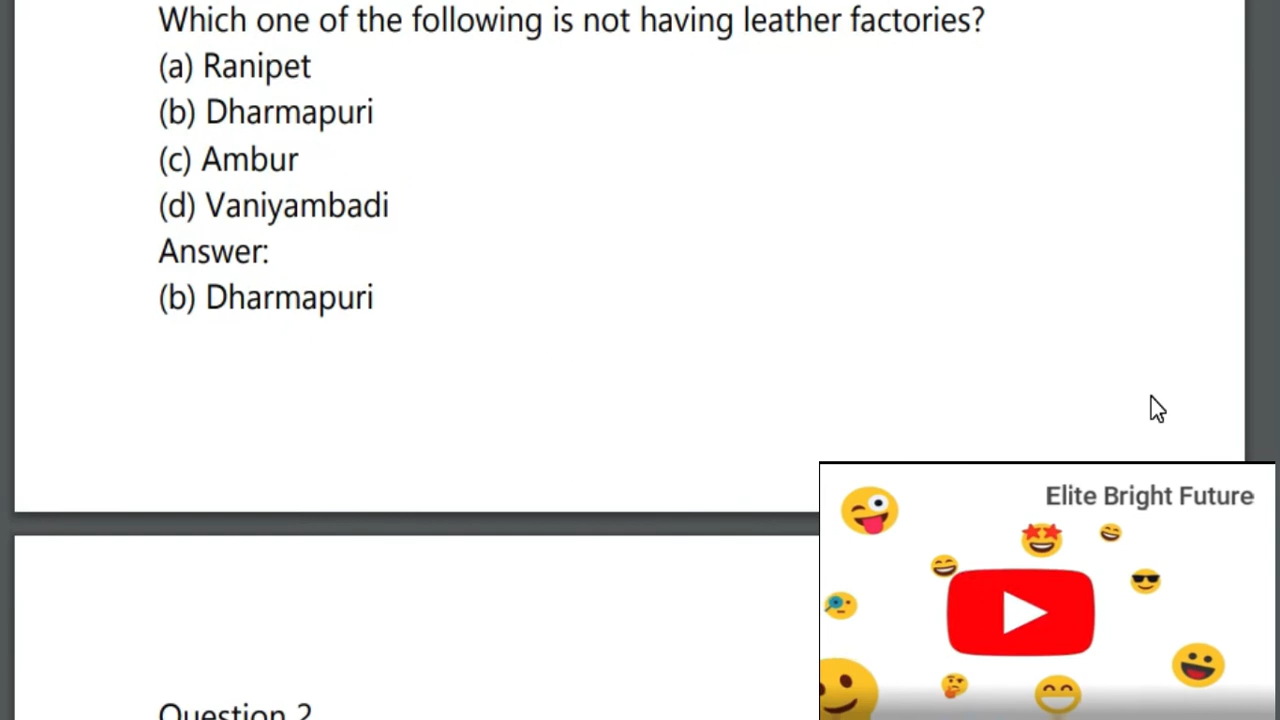 Which one of the following is not having leather factories?
(a) Ranipet
(b) Dharmapuri
(c) Ambur
(d) Vaniyambadi
Answer:
(b) Dharmapuri
Elite Bright Future
Question 2